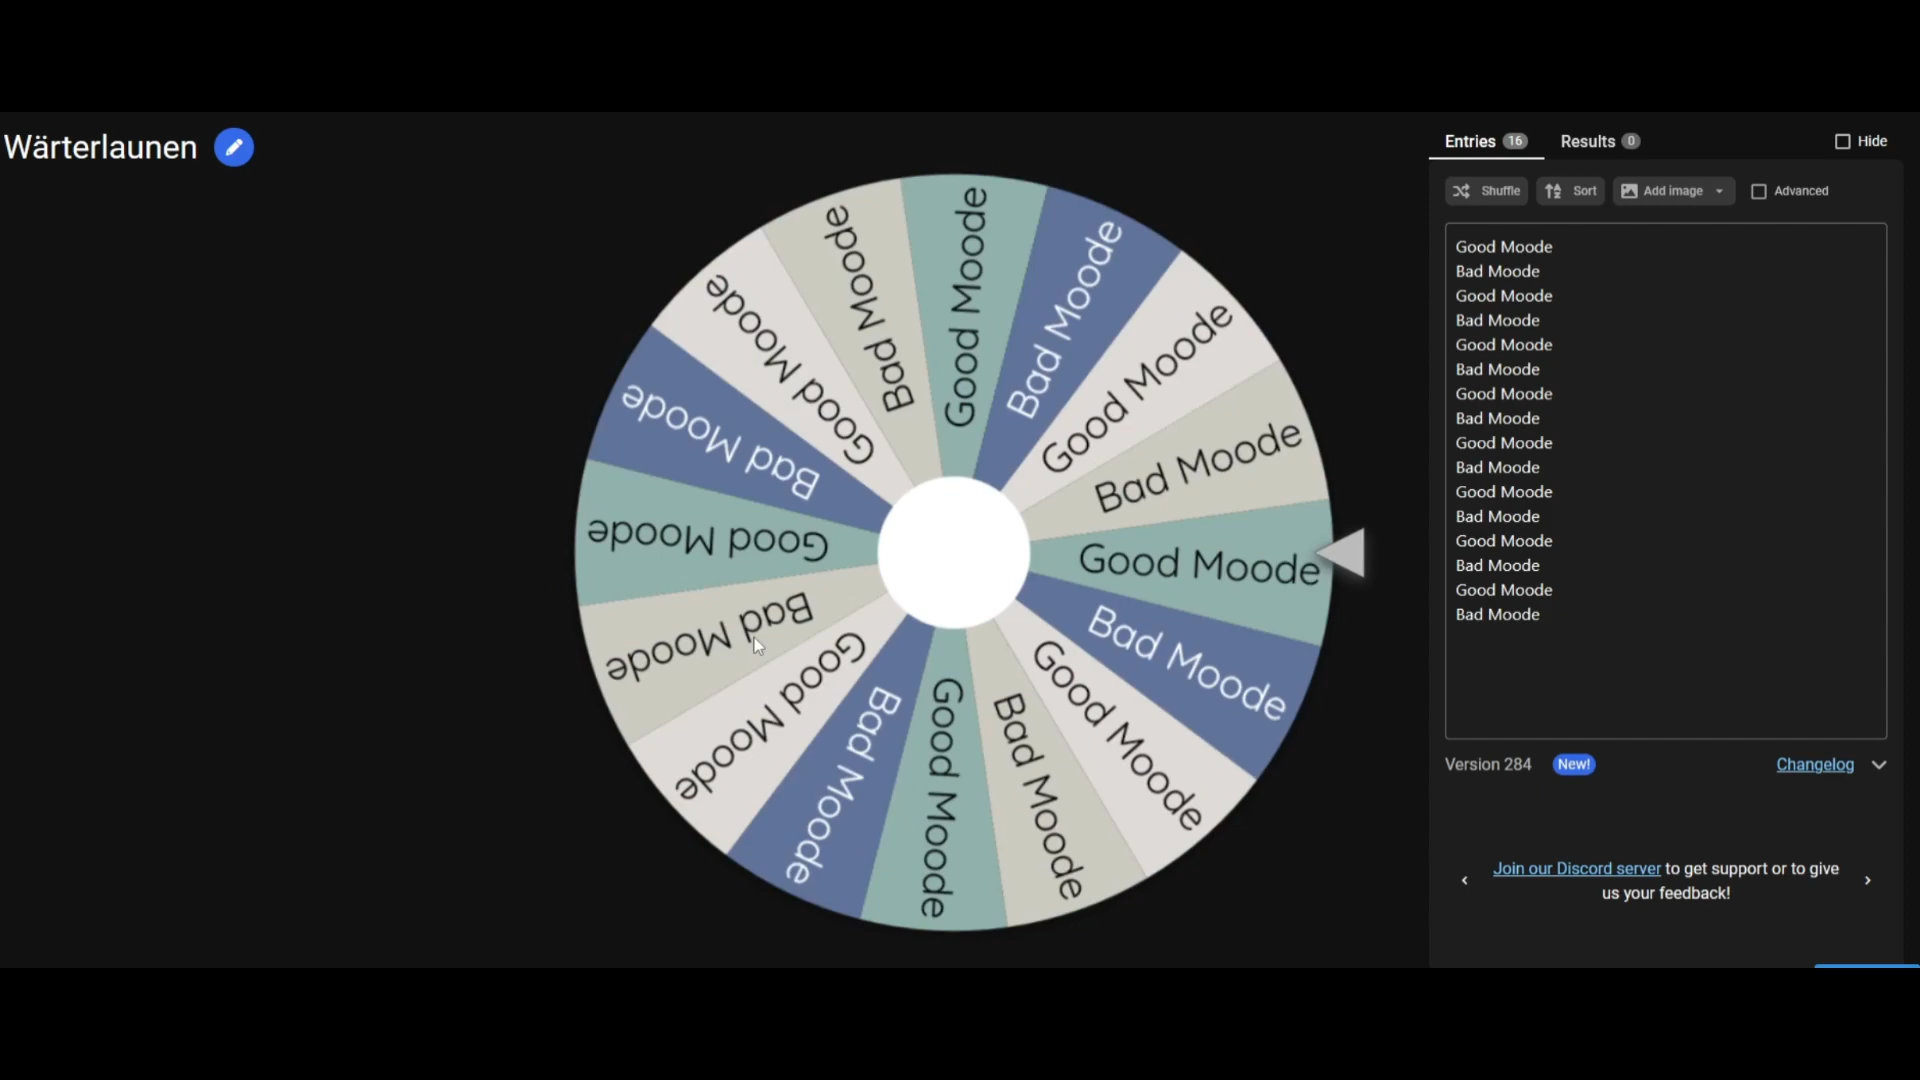 Wärterlaunen
Entries 16
Results 0
Hide
Shuffle
Sort
Add image
Advanced
Good Moode
Bad Moode
Good Moode
Bad Moode
Good Moode
Bad Moode
Good Moode
Bad Moode
Good Moode
Bad Moode
Good Moode
Bad Moode
Good Moode
Bad Moode
Good Moode
Bad Moode
Good Moode
Bad Moode
Good Moode
Bad Moode
Good Moode
Bad Moode
Good Moode
Bad Moode
Good Moode
Bad Moode
Good Moode
Bad Moode
Good Moode
Bad Moode
Good Moode
Bad Moode
Version 284
New!
Changelog
Join our Discord server to get support or to give
us your feedback!